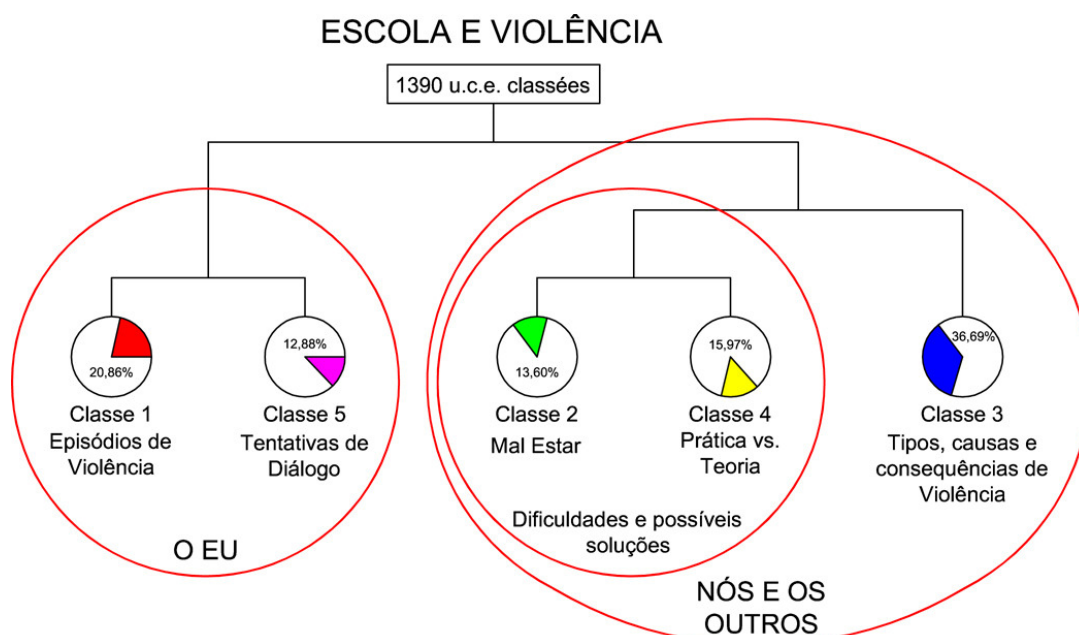 ESCOLA E VIOLÊNCIA
1390 u.c.e. classées
20,86%
Classe 1
Episódios de
Violência
12,88%
Classe 5
Tentativas de
Diálogo
O EU
13,60%
Classe 2
Mal Estar
15,97%
Classe 4
Prática vs.
Teoria
Dificuldades e possíveis
soluções
36,69%
Classe 3
Tipos, causas e
consequências de
Violência
NÓS E OS
OUTROS